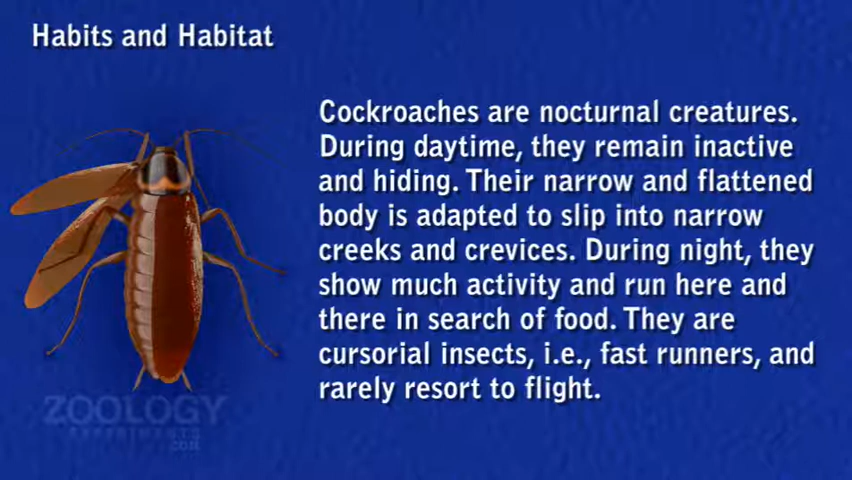 Habits and Habitat
Cockroaches are nocturnal creatures.
During daytime, they remain inactive
and hiding. Their narrow and flattened
body is adapted to slip into narrow
creeks and crevices. During night, they
show much activity and run here and
there in search of food. They are
cursorial insects, i.e., fast runners, and
rarely resort to flight.
ZOOLOGY
EXPERIMENTS
.COM